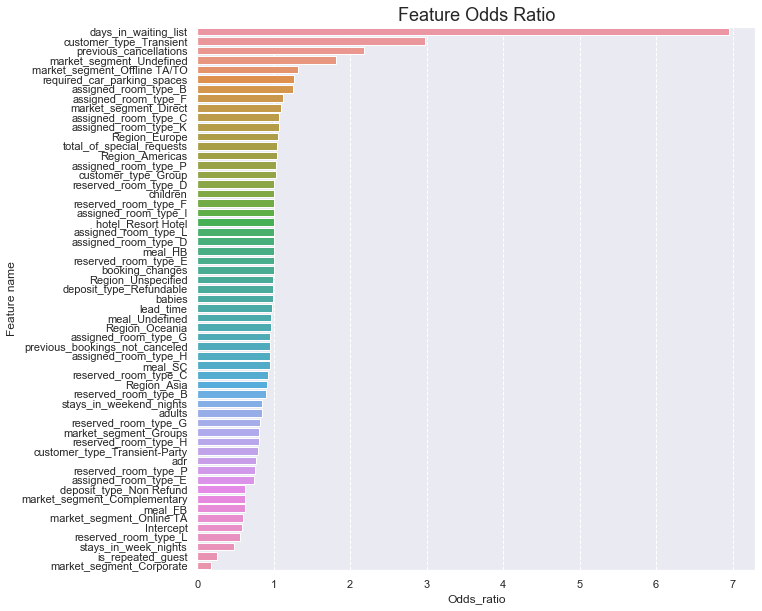 Feature Odds Ratio
days_in_waiting_list
customer_type_Transient
previous_cancellations
market_segment_Undefined
market_segment_Offline TA/TO
required_car_parking_spaces
assigned_room_type_B
assigned_room_type_F
market_segment_Direct
assigned_room_type_C
assigned_room_type_K
Region_Europe
total_of_special_requests
Region_Americas
assigned_room_type_P
customer_type_Group
reserved_room_type_D
children
reserved_room_type_F
assigned_room_type_I
hotel_Resort Hotel
assigned_room_type_L
assigned_room_type_D
meal_HB
reserved_room_type_E
booking_changes
Region_Unspecified
deposit_type_Refundable
babies
lead_time
meal_Undefined
Region_Oceania
assigned_room_type_G
previous_bookings_not_canceled
assigned_room_type_H
meal_SC
reserved_room_type_C
Region_Asia
reserved_room_type_B
stays_in_weekend_nights
adults
reserved_room_type_G
market_segment_Groups
reserved_room_type_H
customer_type_Transient-Party
adr
reserved_room_type_P
assigned_room_type_E
deposit_type_Non Refund
market_segment_Complementary
meal_FB
market_segment_Online TA
Intercept
reserved_room_type_L
stays_in_week_nights
is_repeated_guest
market_segment_Corporate
Feature name
0 1 2 3 4 5 6 7
Odds_ratio